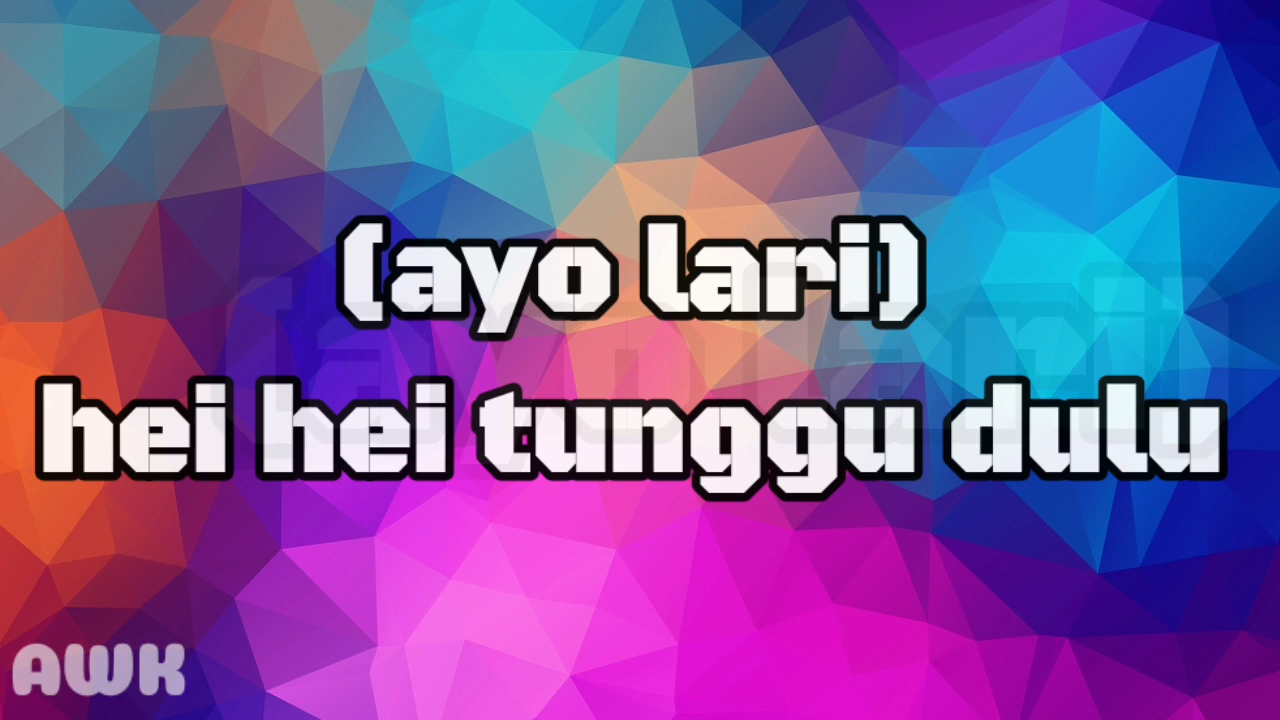 (ayo lari)
hei hei tunggu dulu
AWK